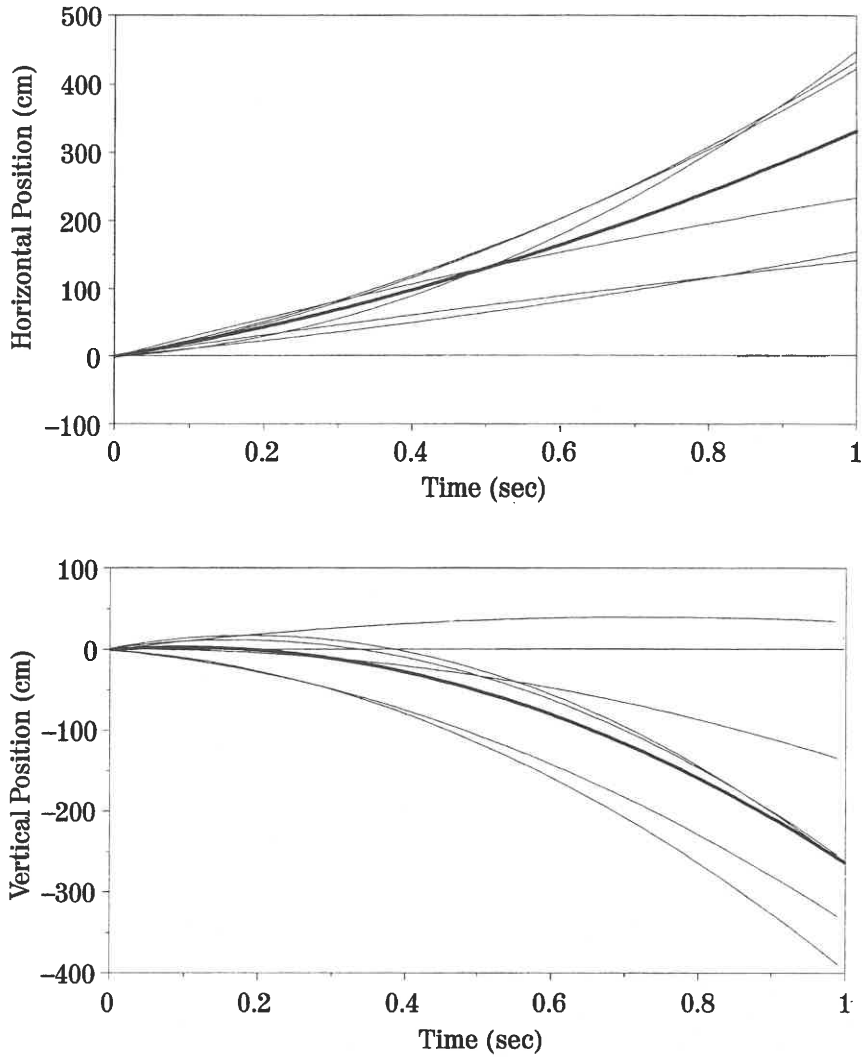 500
400
300
200
100
0
–100
Horizontal Position (cm)
0 0.2 0.4 0.6 0.8 1
Time (sec)
100
0
–100
–200
–300
–400
Vertical Position (cm)
0 0.2 0.4 0.6 0.8 1
Time (sec)